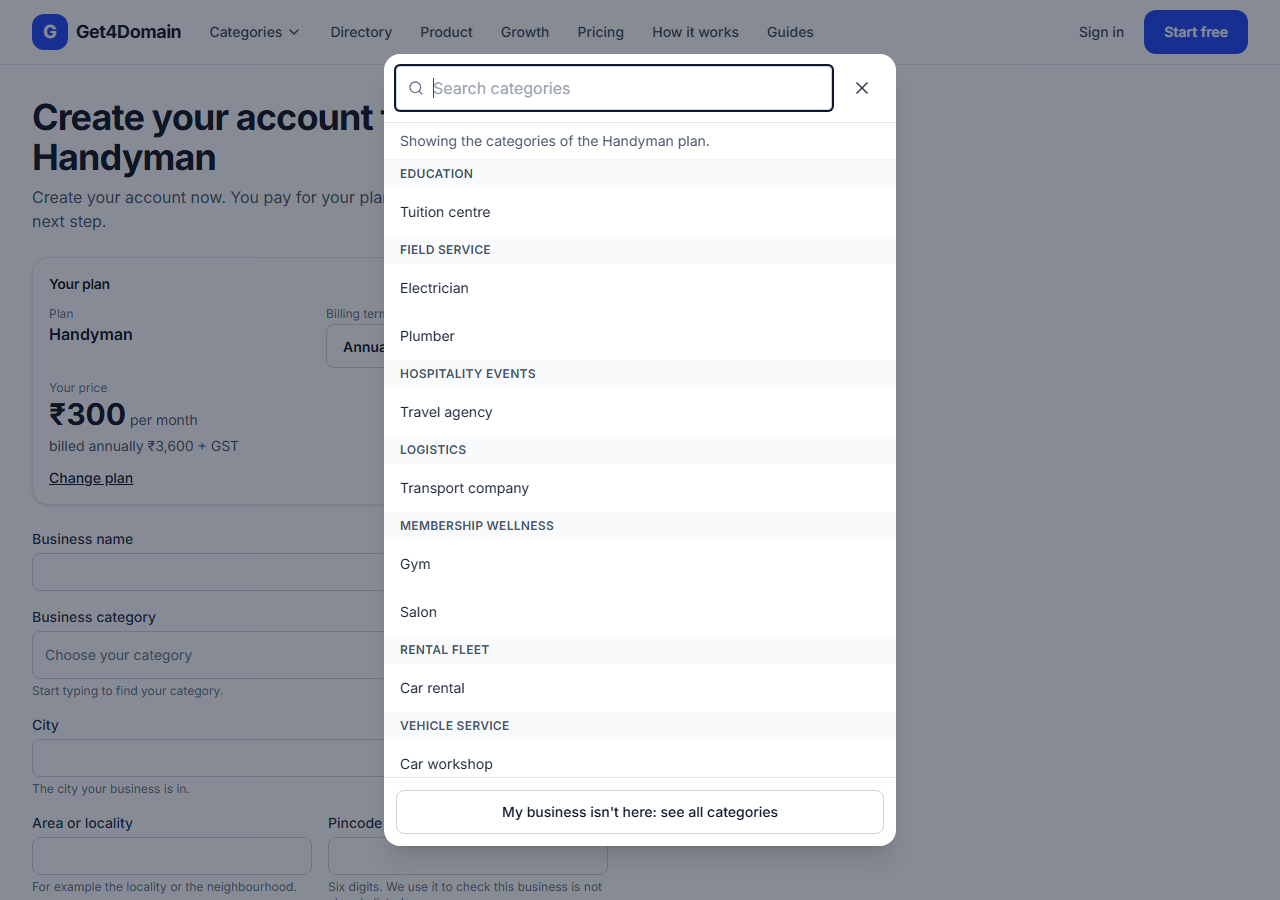 G Get4Domain Categories Directory Product Growth Pricing How it works Guides Sign in Start free
Search categories
Showing the categories of the Handyman plan.
EDUCATION
Tuition centre
FIELD SERVICE
Electrician
Plumber
HOSPITALITY EVENTS
Travel agency
LOGISTICS
Transport company
MEMBERSHIP WELLNESS
Gym
Salon
RENTAL FLEET
Car rental
VEHICLE SERVICE
Car workshop
My business isn't here: see all categories
Create your account
Handyman
Create your account now. You pay for your
next step.
Your plan
Plan
Handyman
Billing
Your price
₹300 per month
billed annually ₹3,600 + GST
Change plan
Business name
Business category
Choose your category
Start typing to find your category.
City
The city your business is in.
Area or locality
For example the locality or the neighbourhood.
Pincode
Six digits. We use it to check this business is not